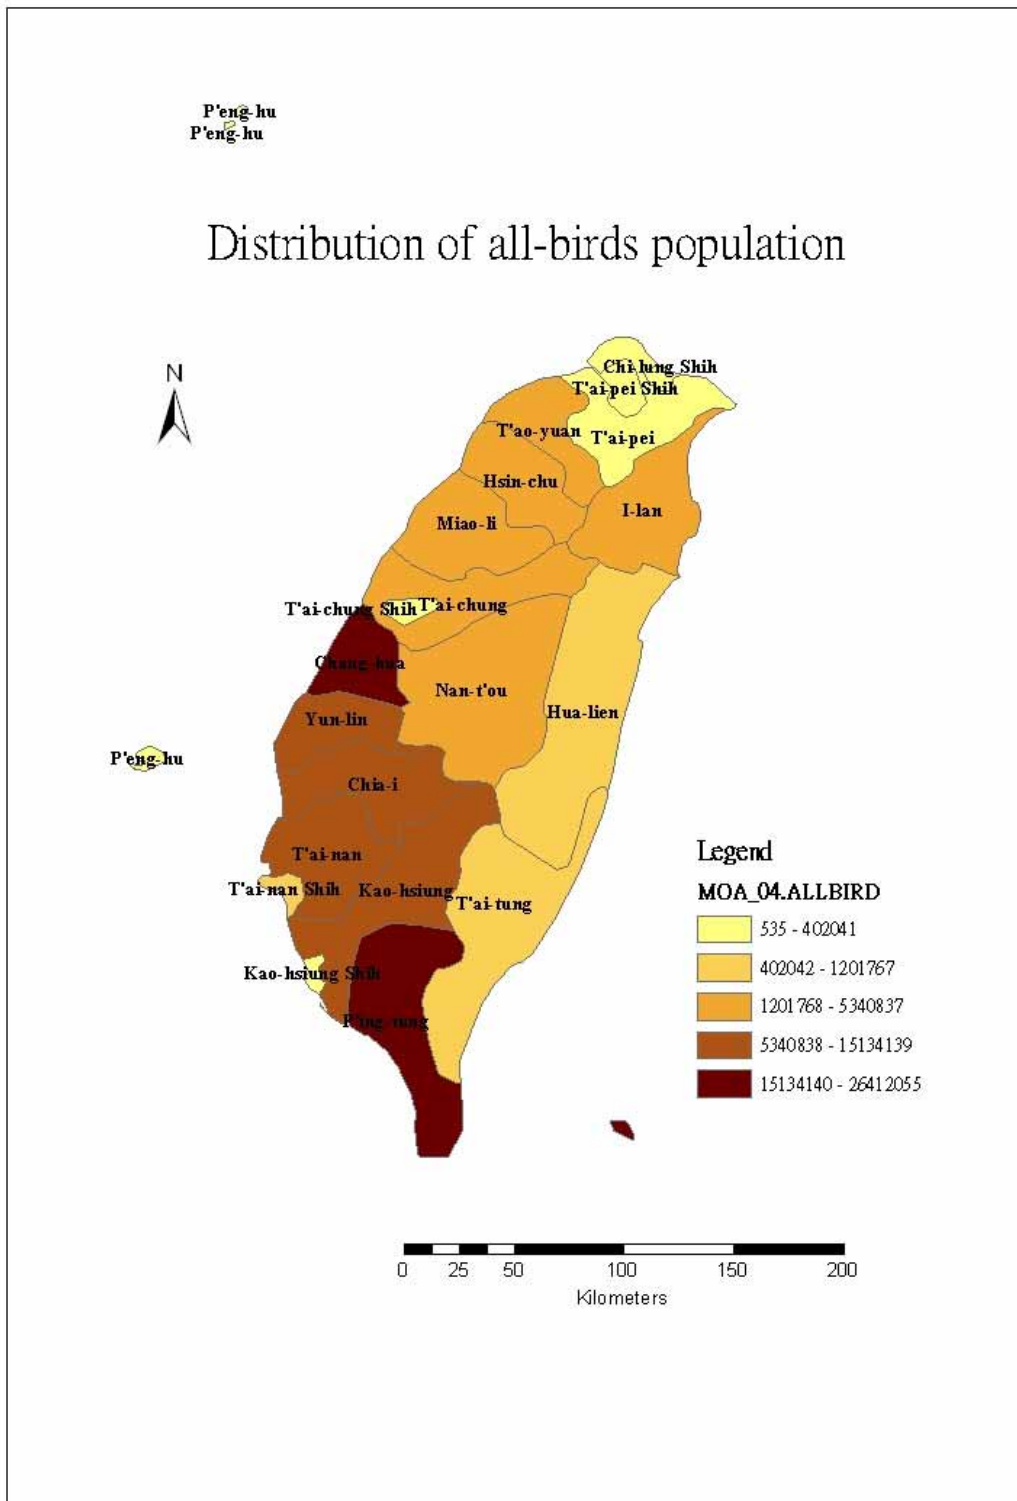 P'eng-hu
P'eng-hu
Distribution of all-birds population
N
Chi-lung Shih
T'ai-pei Shih
T'ao-yuan
T'ai-pei
Hsin-chu
I-lan
Miao-li
T'ai-chung Shih
T'ai-chung
Chang-hua
Nan-t'ou
Hua-lien
Yun-lin
P'eng-hu
Chia-i
T'ai-nan
T'ai-nan Shih
Kao-hsiung
T'ai-tung
Kao-hsiung Shih
P'ing-tung
Legend
MOA_04.ALLBIRD
535 - 402041
402042 - 1201767
1201768 - 5340837
5340838 - 15134139
15134140 - 26412055
0 25 50 100 150 200
Kilometers